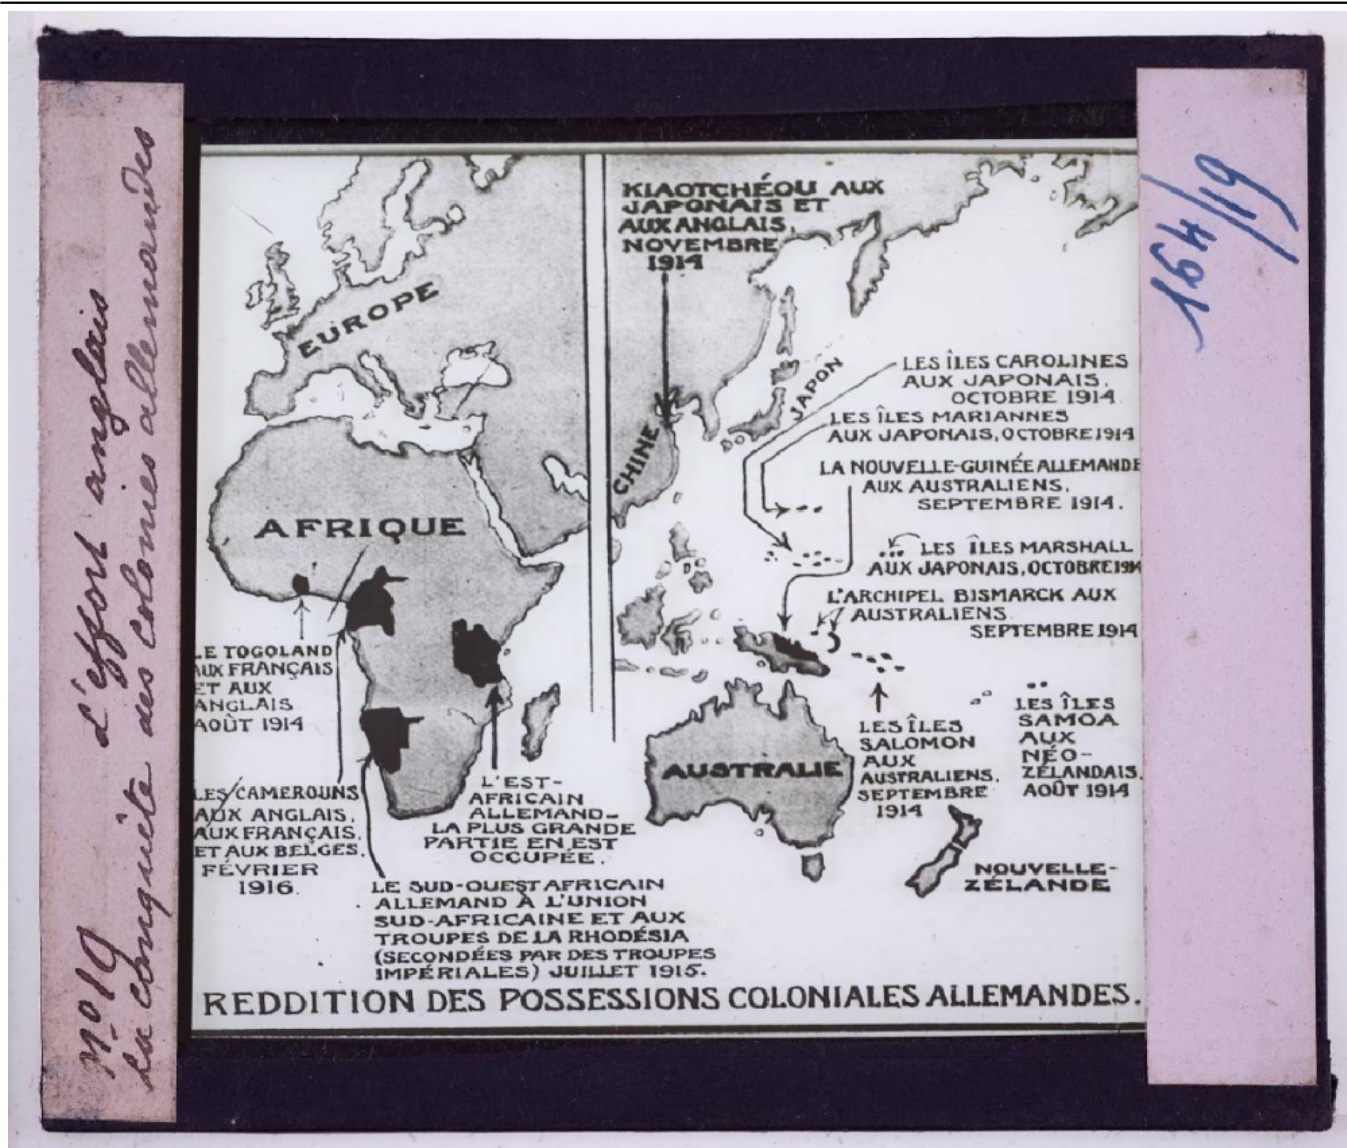 N° 19 L'effort anglais
La conquête des colonies allemandes
164/19
EUROPE
AFRIQUE
LE TOGOLAND
AUX FRANÇAIS
ET AUX
ANGLAIS
AOÛT 1914
LES CAMEROUNS
AUX ANGLAIS,
AUX FRANÇAIS,
ET AUX BELGES,
FÉVRIER
1916.
L'EST-
AFRICAIN
ALLEMAND—
LA PLUS GRANDE
PARTIE EN EST
OCCUPÉE.
LE SUD-OUEST AFRICAIN
ALLEMAND À L'UNION
SUD-AFRICAINE ET AUX
TROUPES DE LA RHODÉSIA
(SECONDÉES PAR DES TROUPES
IMPÉRIALES) JUILLET 1915.
KIAOTCHÉOU AUX
JAPONAIS ET
AUX ANGLAIS,
NOVEMBRE
1914
CHINE
JAPON
LES ÎLES CAROLINES
AUX JAPONAIS,
OCTOBRE 1914
LES ÎLES MARIANNES
AUX JAPONAIS, OCTOBRE 1914
LA NOUVELLE-GUINÉE ALLEMANDE
AUX AUSTRALIENS,
SEPTEMBRE 1914.
LES ÎLES MARSHALL
AUX JAPONAIS, OCTOBRE 1914
L'ARCHIPEL BISMARCK AUX
AUSTRALIENS
SEPTEMBRE 1914
AUSTRALIE
LES ÎLES
SALOMON
AUX
AUSTRALIENS,
SEPTEMBRE
1914
LES ÎLES
SAMOA
AUX
NÉO-
ZÉLANDAIS,
AOÛT 1914
NOUVELLE-
ZÉLANDE
REDDITION DES POSSESSIONS COLONIALES ALLEMANDES.